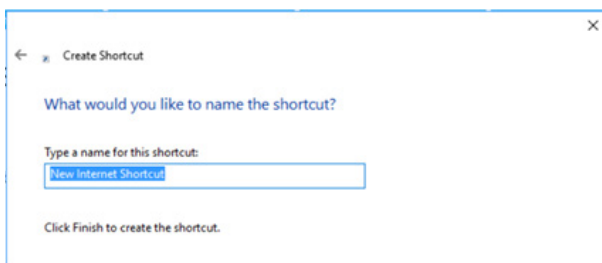 Create Shortcut
What would you like to name the shortcut?
Type a name for this shortcut:
New Internet Shortcut
Click Finish to create the shortcut.